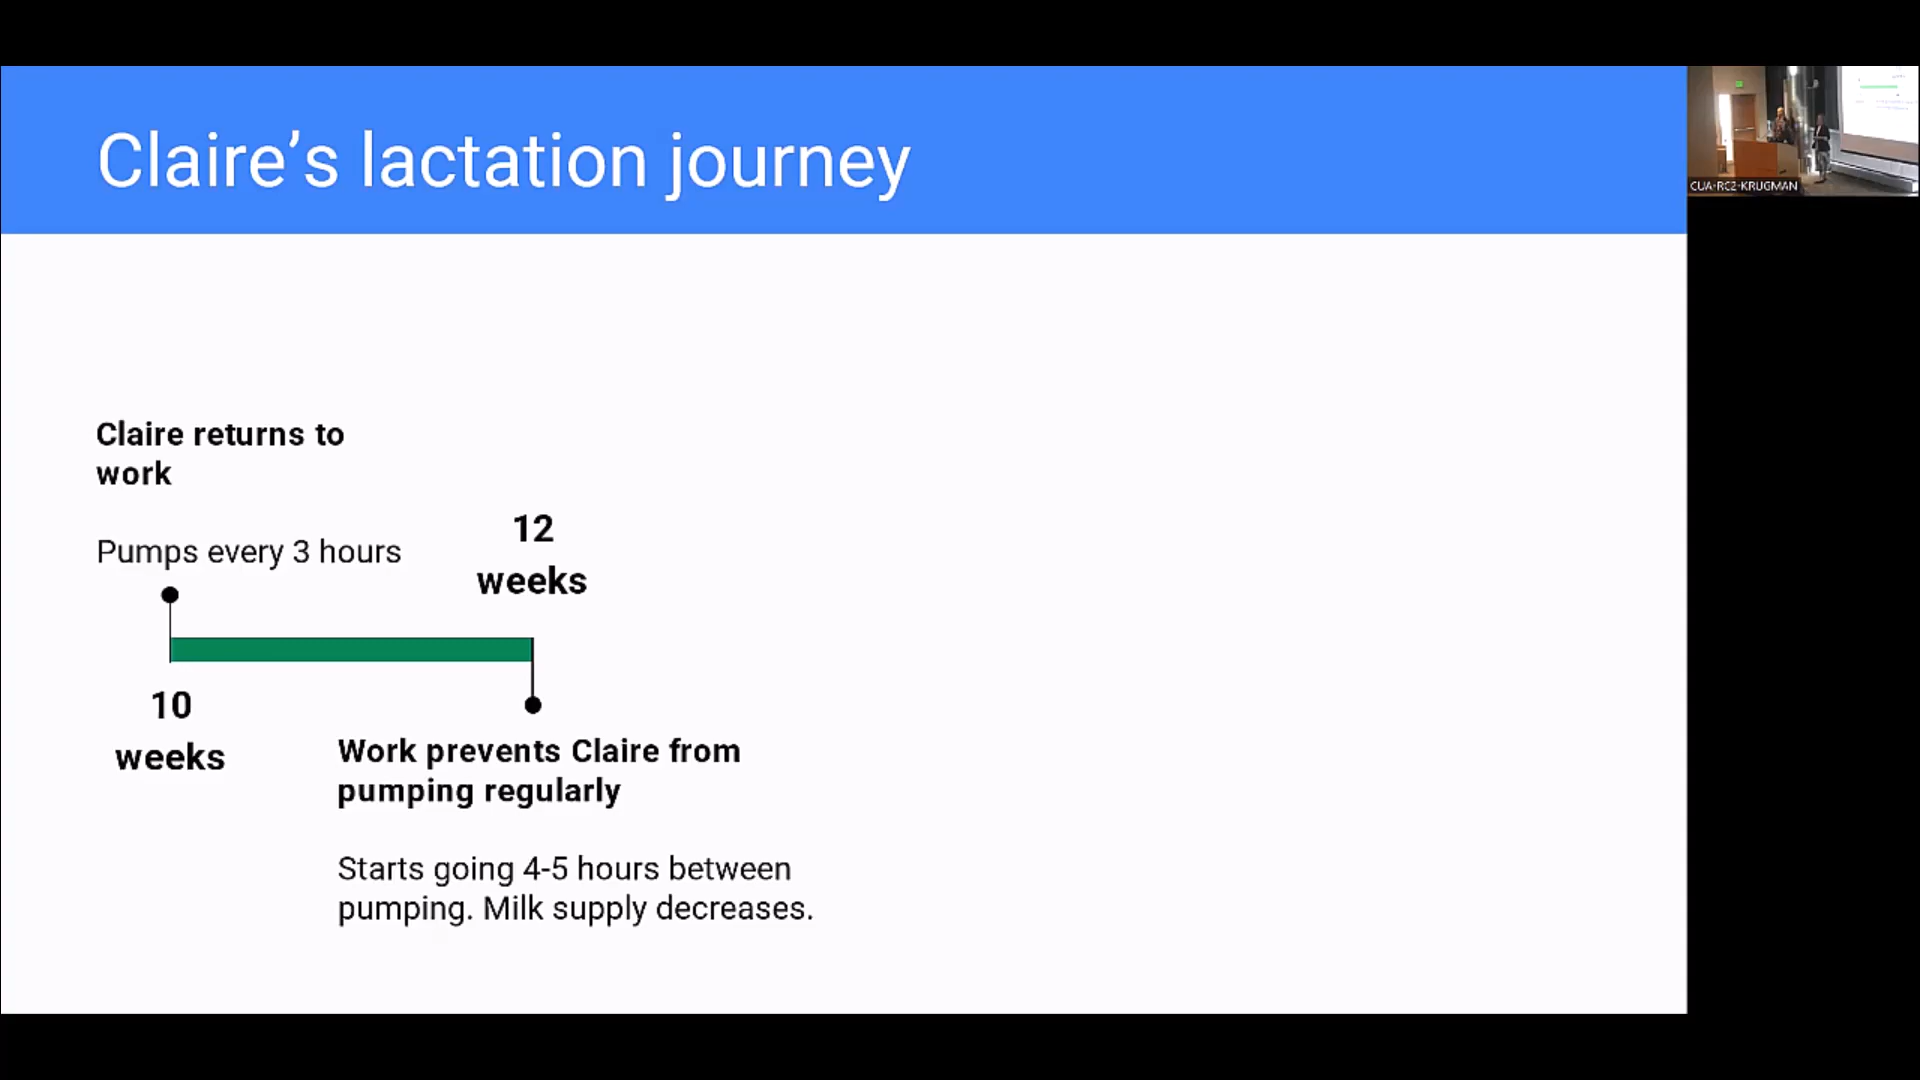 Claire’s lactation journey
CUA-RC2-KRUGMAN
Claire returns to
work
Pumps every 3 hours
12
weeks
10
weeks
Work prevents Claire from
pumping regularly
Starts going 4-5 hours between
pumping. Milk supply decreases.